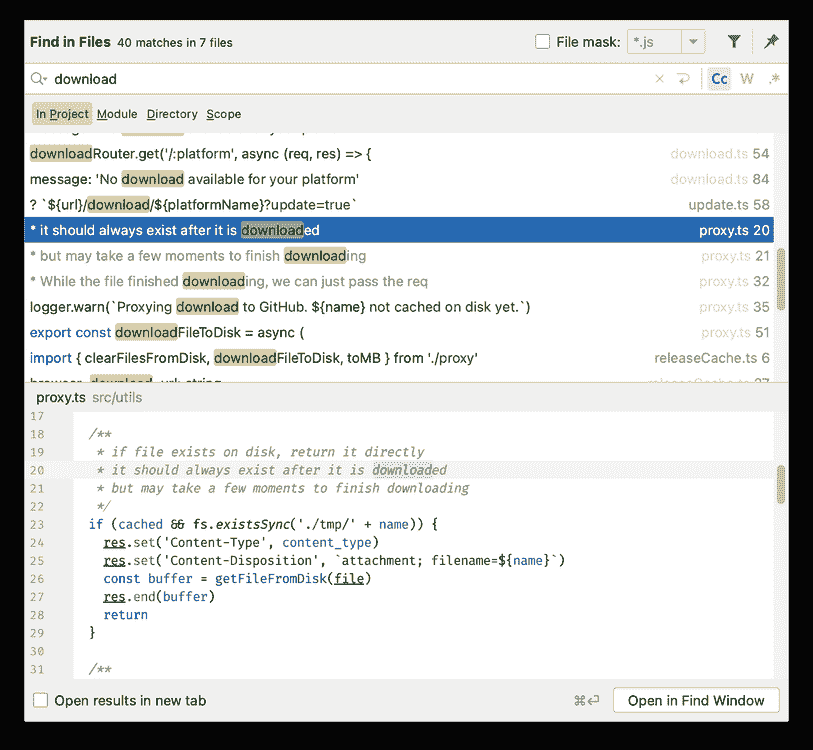 Find in Files 40 matches in 7 files File mask: *.js
download Cc W .*
In Project Module Directory Scope
downloadRouter.get('/:platform', async (req, res) => { download.ts 54
message: 'No download available for your platform' download.ts 84
? `${url}/download/${platformName}?update=true` update.ts 58
* it should always exist after it is downloaded proxy.ts 20
* but may take a few moments to finish downloading proxy.ts 21
* While the file finished downloading, we can just pass the req proxy.ts 32
logger.warn(`Proxying download to GitHub. ${name} not cached on disk yet.`) proxy.ts 35
export const downloadFileToDisk = async ( proxy.ts 51
import { clearFilesFromDisk, downloadFileToDisk, toMB } from './proxy' releaseCache.ts 6
proxy.ts src/utils
17
18 /**
19 * if file exists on disk, return it directly
20 * it should always exist after it is downloaded
21 * but may take a few moments to finish downloading
22 */
23 if (cached && fs.existsSync('./tmp/' + name)) {
24 res.set('Content-Type', content_type)
25 res.set('Content-Disposition', `attachment; filename=${name}`)
26 const buffer = getFileFromDisk(file)
27 res.end(buffer)
28 return
29 }
30
31 /**
Open results in new tab ⌘⏎ Open in Find Window